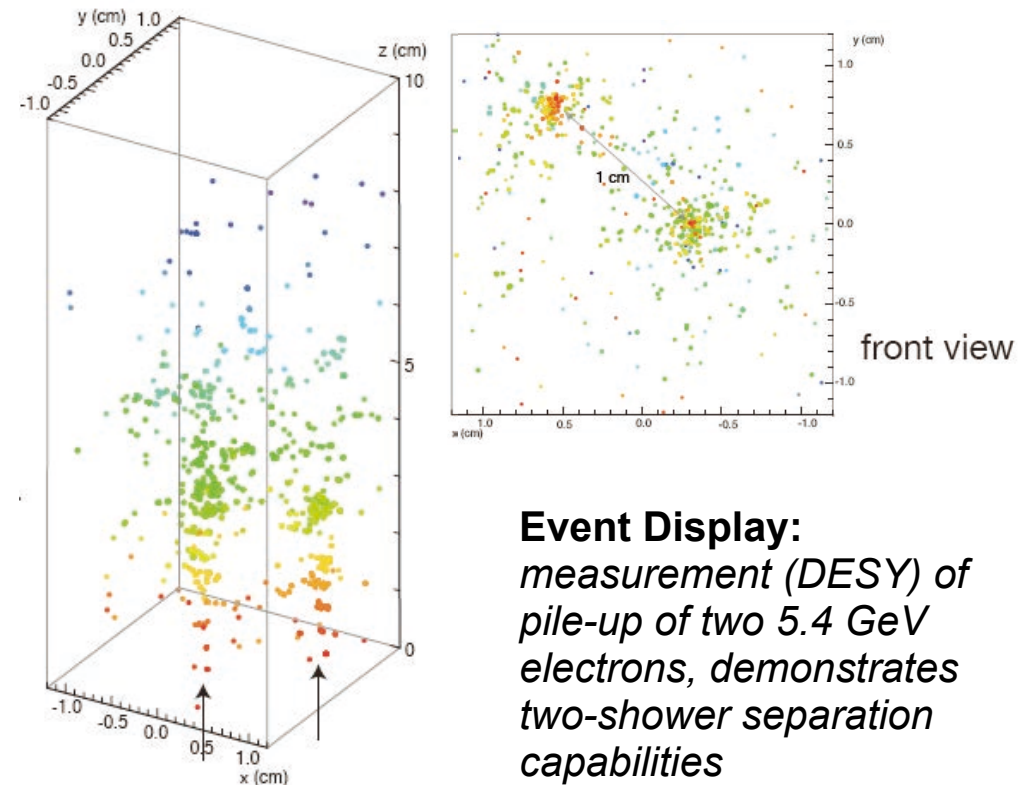 y (cm)
1.0
0.5
0.0
-0.5
-1.0
z (cm)
10
5
0
-1.0
-0.5
0.0
0.5
1.0
x (cm)
y (cm)
1.0
0.5
0.0
-0.5
-1.0
1 cm
1.0
0.5
0.0
-0.5
-1.0
x (cm)
front view
Event Display:
measurement (DESY) of
pile-up of two 5.4 GeV
electrons, demonstrates
two-shower separation
capabilities